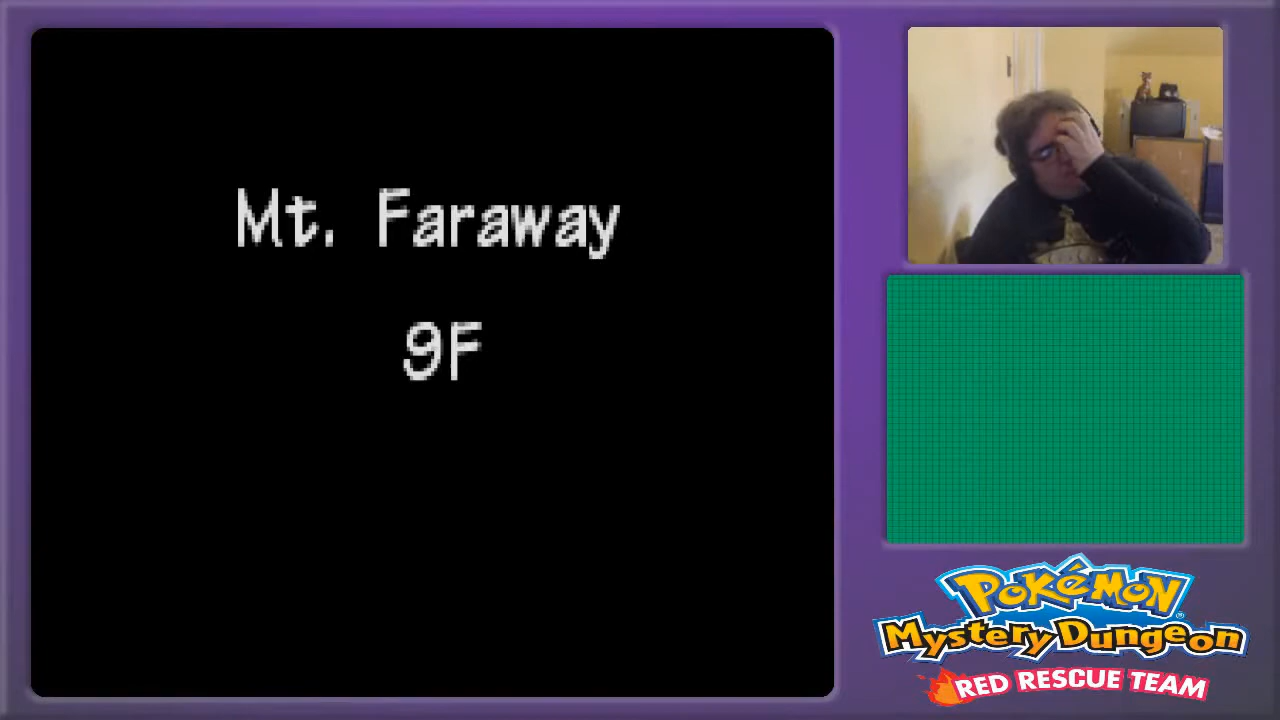 Mt. Faraway
9F
POKéMON
Mystery Dungeon
RED RESCUE TEAM